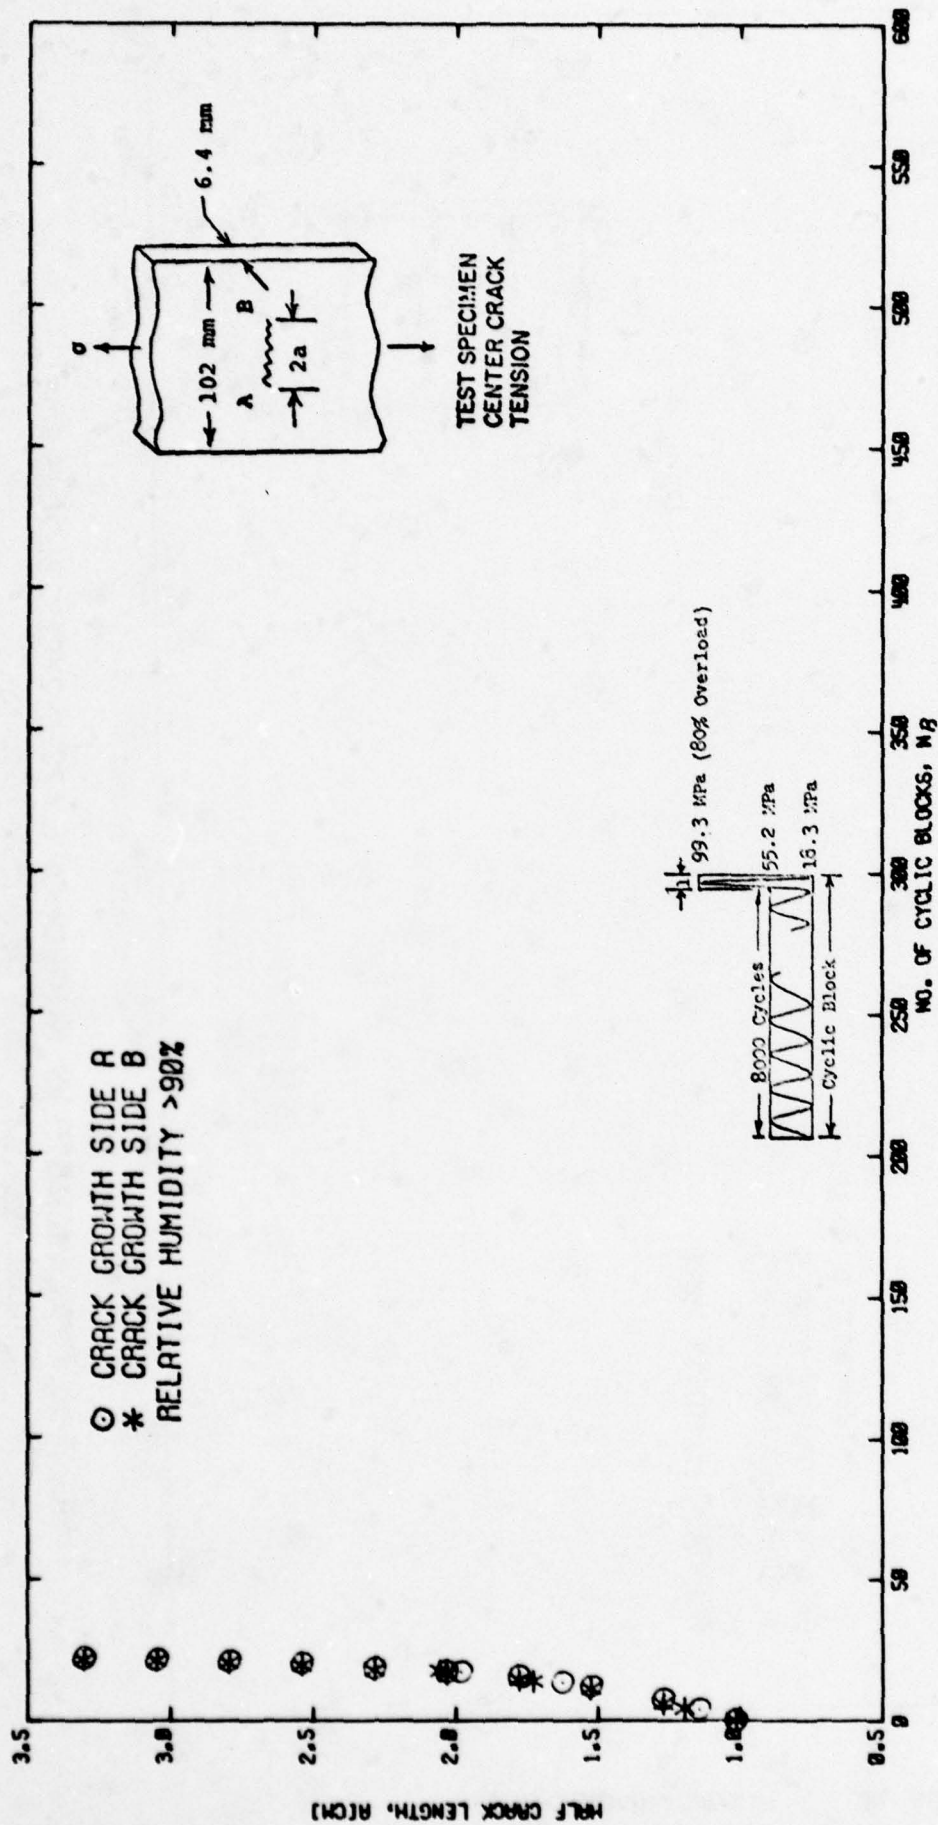 ⊙ CRACK GROWTH SIDE A
* CRACK GROWTH SIDE B
RELATIVE HUMIDITY >90%
σ
102 mm
6.4 mm
A
B
2a
TEST SPECIMEN
CENTER CRACK
TENSION
1
99.3 MPa (80% Overload)
8000 Cycles
55.2 MPa
Cyclic Block
HALF CRACK LENGTH, A[CM]
3.5
3.0
2.5
2.0
1.5
1.0
0.5
0
50
100
150
200
250
300
350
400
450
500
550
600
NO. OF CYCLIC BLOCKS, NB